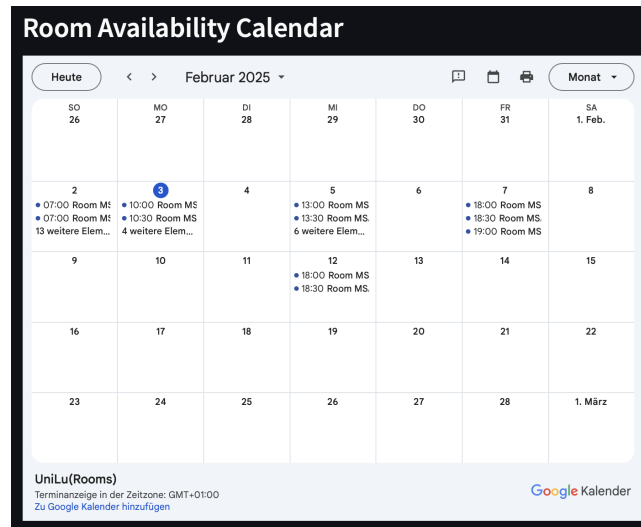 Room Availability Calendar
Heute
Februar 2025
Monat
SO MO DI MI DO FR SA
26 27 28 29 30 31 1. Feb.
2 3 4 5 6 7 8
07:00 Room MS 10:00 Room MS 13:00 Room MS 18:00 Room MS
07:00 Room MS 10:30 Room MS 13:30 Room MS. 18:30 Room MS.
13 weitere Elem... 4 weitere Elem... 6 weitere Elem... 19:00 Room MS
9 10 11 12 13 14 15
18:00 Room MS
18:30 Room MS.
16 17 18 19 20 21 22
23 24 25 26 27 28 1. März
UniLu(Rooms)
Terminanzeige in der Zeitzone: GMT+01:00
Zu Google Kalender hinzufügen
Google Kalender